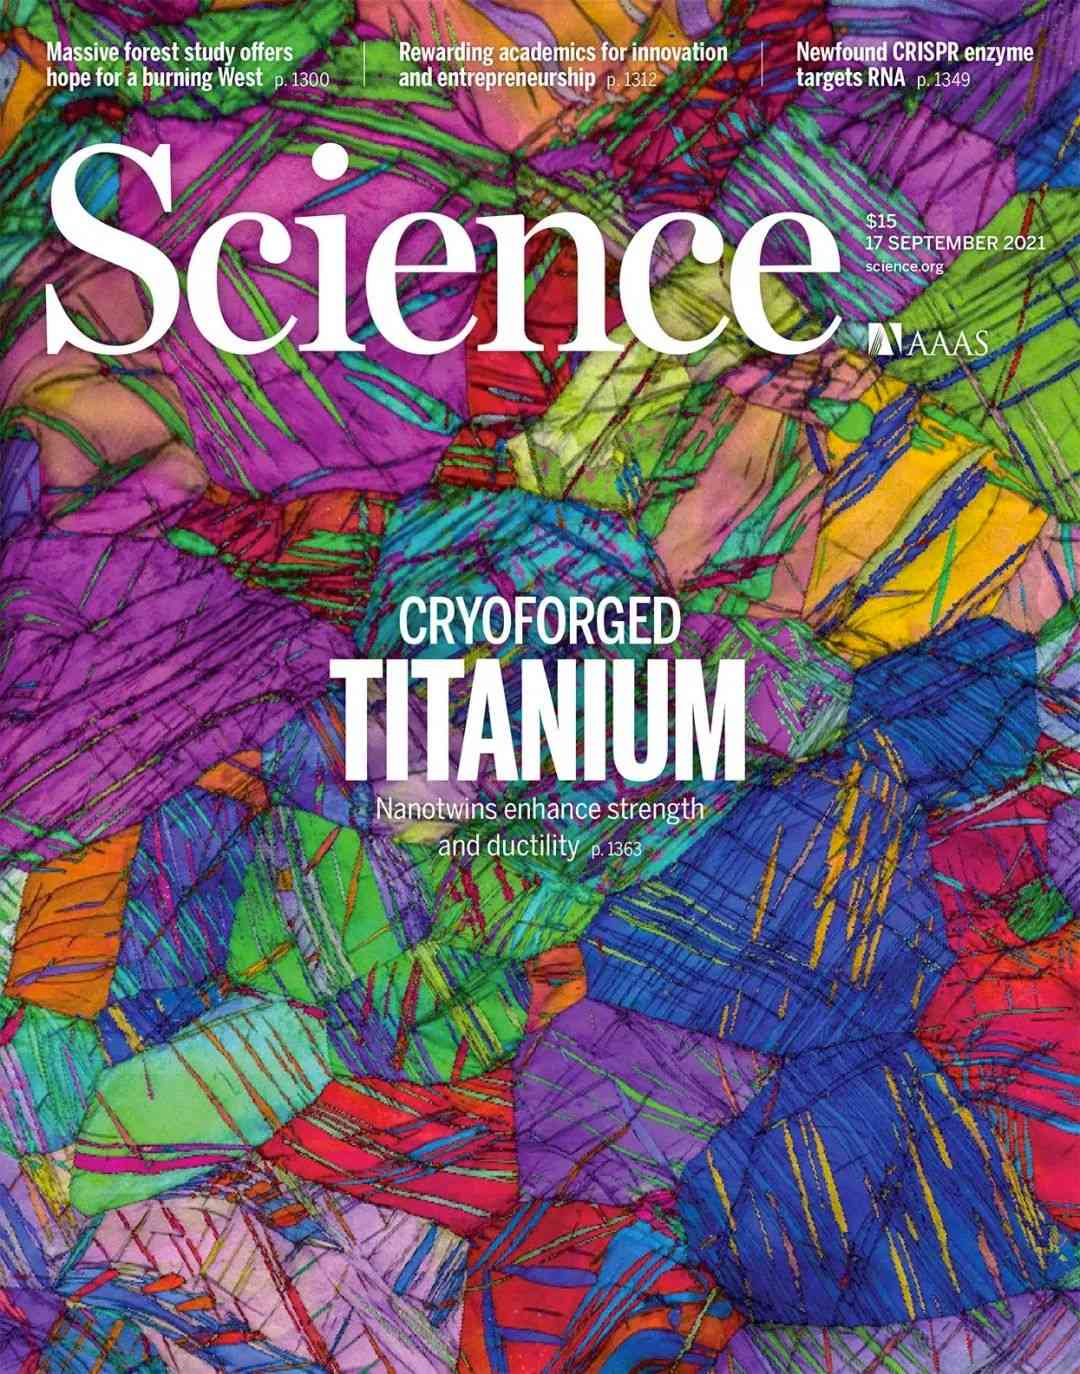 Massive forest study offers
hope for a burning West p. 1300
Rewarding academics for innovation
and entrepreneurship p. 1312
Newfound CRISPR enzyme
targets RNA p. 1349
Science
$15
17 SEPTEMBER 2021
science.org
AAAS
CRYOFORGED
TITANIUM
Nanotwins enhance strength
and ductility p. 1363